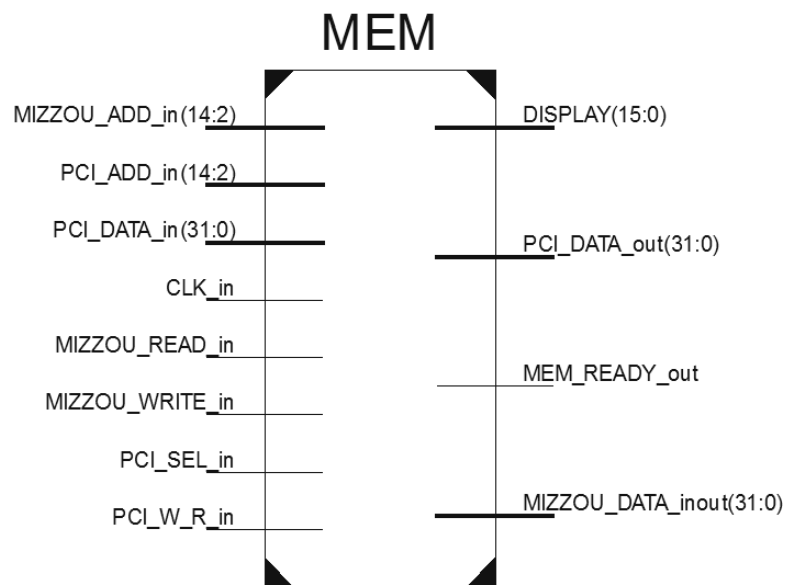 MEM
MIZZOU_ADD_in(14:2)
PCI_ADD_in(14:2)
PCI_DATA_in(31:0)
CLK_in
MIZZOU_READ_in
MIZZOU_WRITE_in
PCI_SEL_in
PCI_W_R_in
DISPLAY(15:0)
PCI_DATA_out(31:0)
MEM_READY_out
MIZZOU_DATA_inout(31:0)